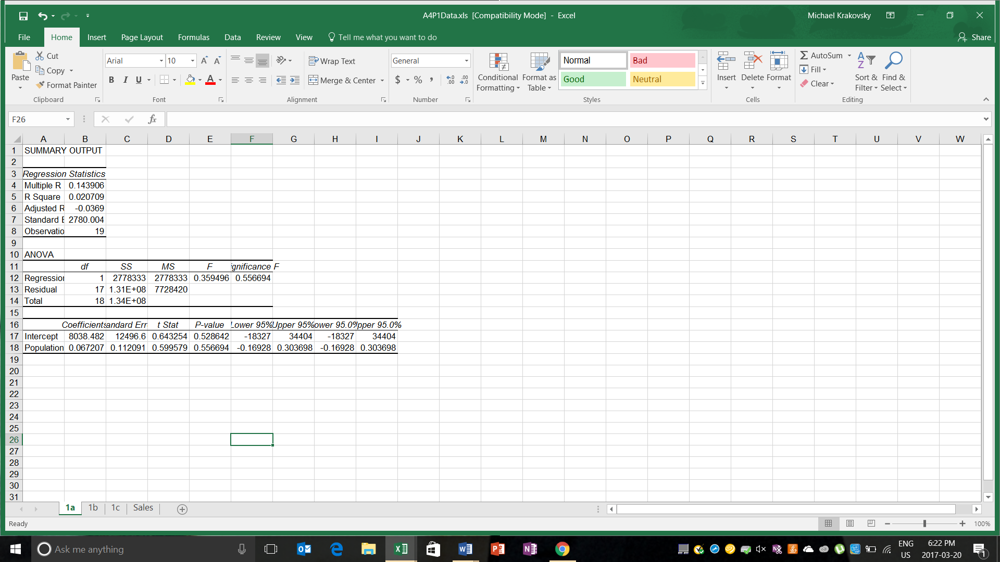 A4P1Data.xls [Compatibility Mode] - Excel
Michael Krakovsky
File Home Insert Page Layout Formulas Data Review View Tell me what you want to do Share
Paste
Cut
Copy
Format Painter
Clipboard
Arial 10
B I U
Font
Wrap Text
Merge & Center
Alignment
General
$ % ,
Number
Conditional Formatting
Format as Table
Normal Bad
Good Neutral
Styles
Insert Delete Format
Cells
AutoSum
Fill
Clear
Sort & Filter
Find & Select
Editing
F26 fx
A B C D E F G H I J K L M N O P Q R S T U V W
1 SUMMARY OUTPUT
2
3 Regression Statistics
4 Multiple R 0.143906
5 R Square 0.020709
6 Adjusted R -0.0369
7 Standard E 2780.004
8 Observatio 19
9
10 ANOVA
11 df SS MS F ignificance F
12 Regression 1 2778333 2778333 0.359496 0.556694
13 Residual 17 1.31E+08 7728420
14 Total 18 1.34E+08
15
16 Coefficients andard Err t Stat P-value Lower 95% Upper 95% ower 95.0% pper 95.0%
17 Intercept 8038.482 12496.6 0.643254 0.528642 -18327 34404 -18327 34404
18 Population 0.067207 0.112091 0.599579 0.556694 -0.16928 0.303698 -0.16928 0.303698
19
20
21
22
23
24
25
26
27
28
29
30
31
1a 1b 1c Sales
Ready
100%
Ask me anything
ENG
US
6:22 PM
2017-03-20
1